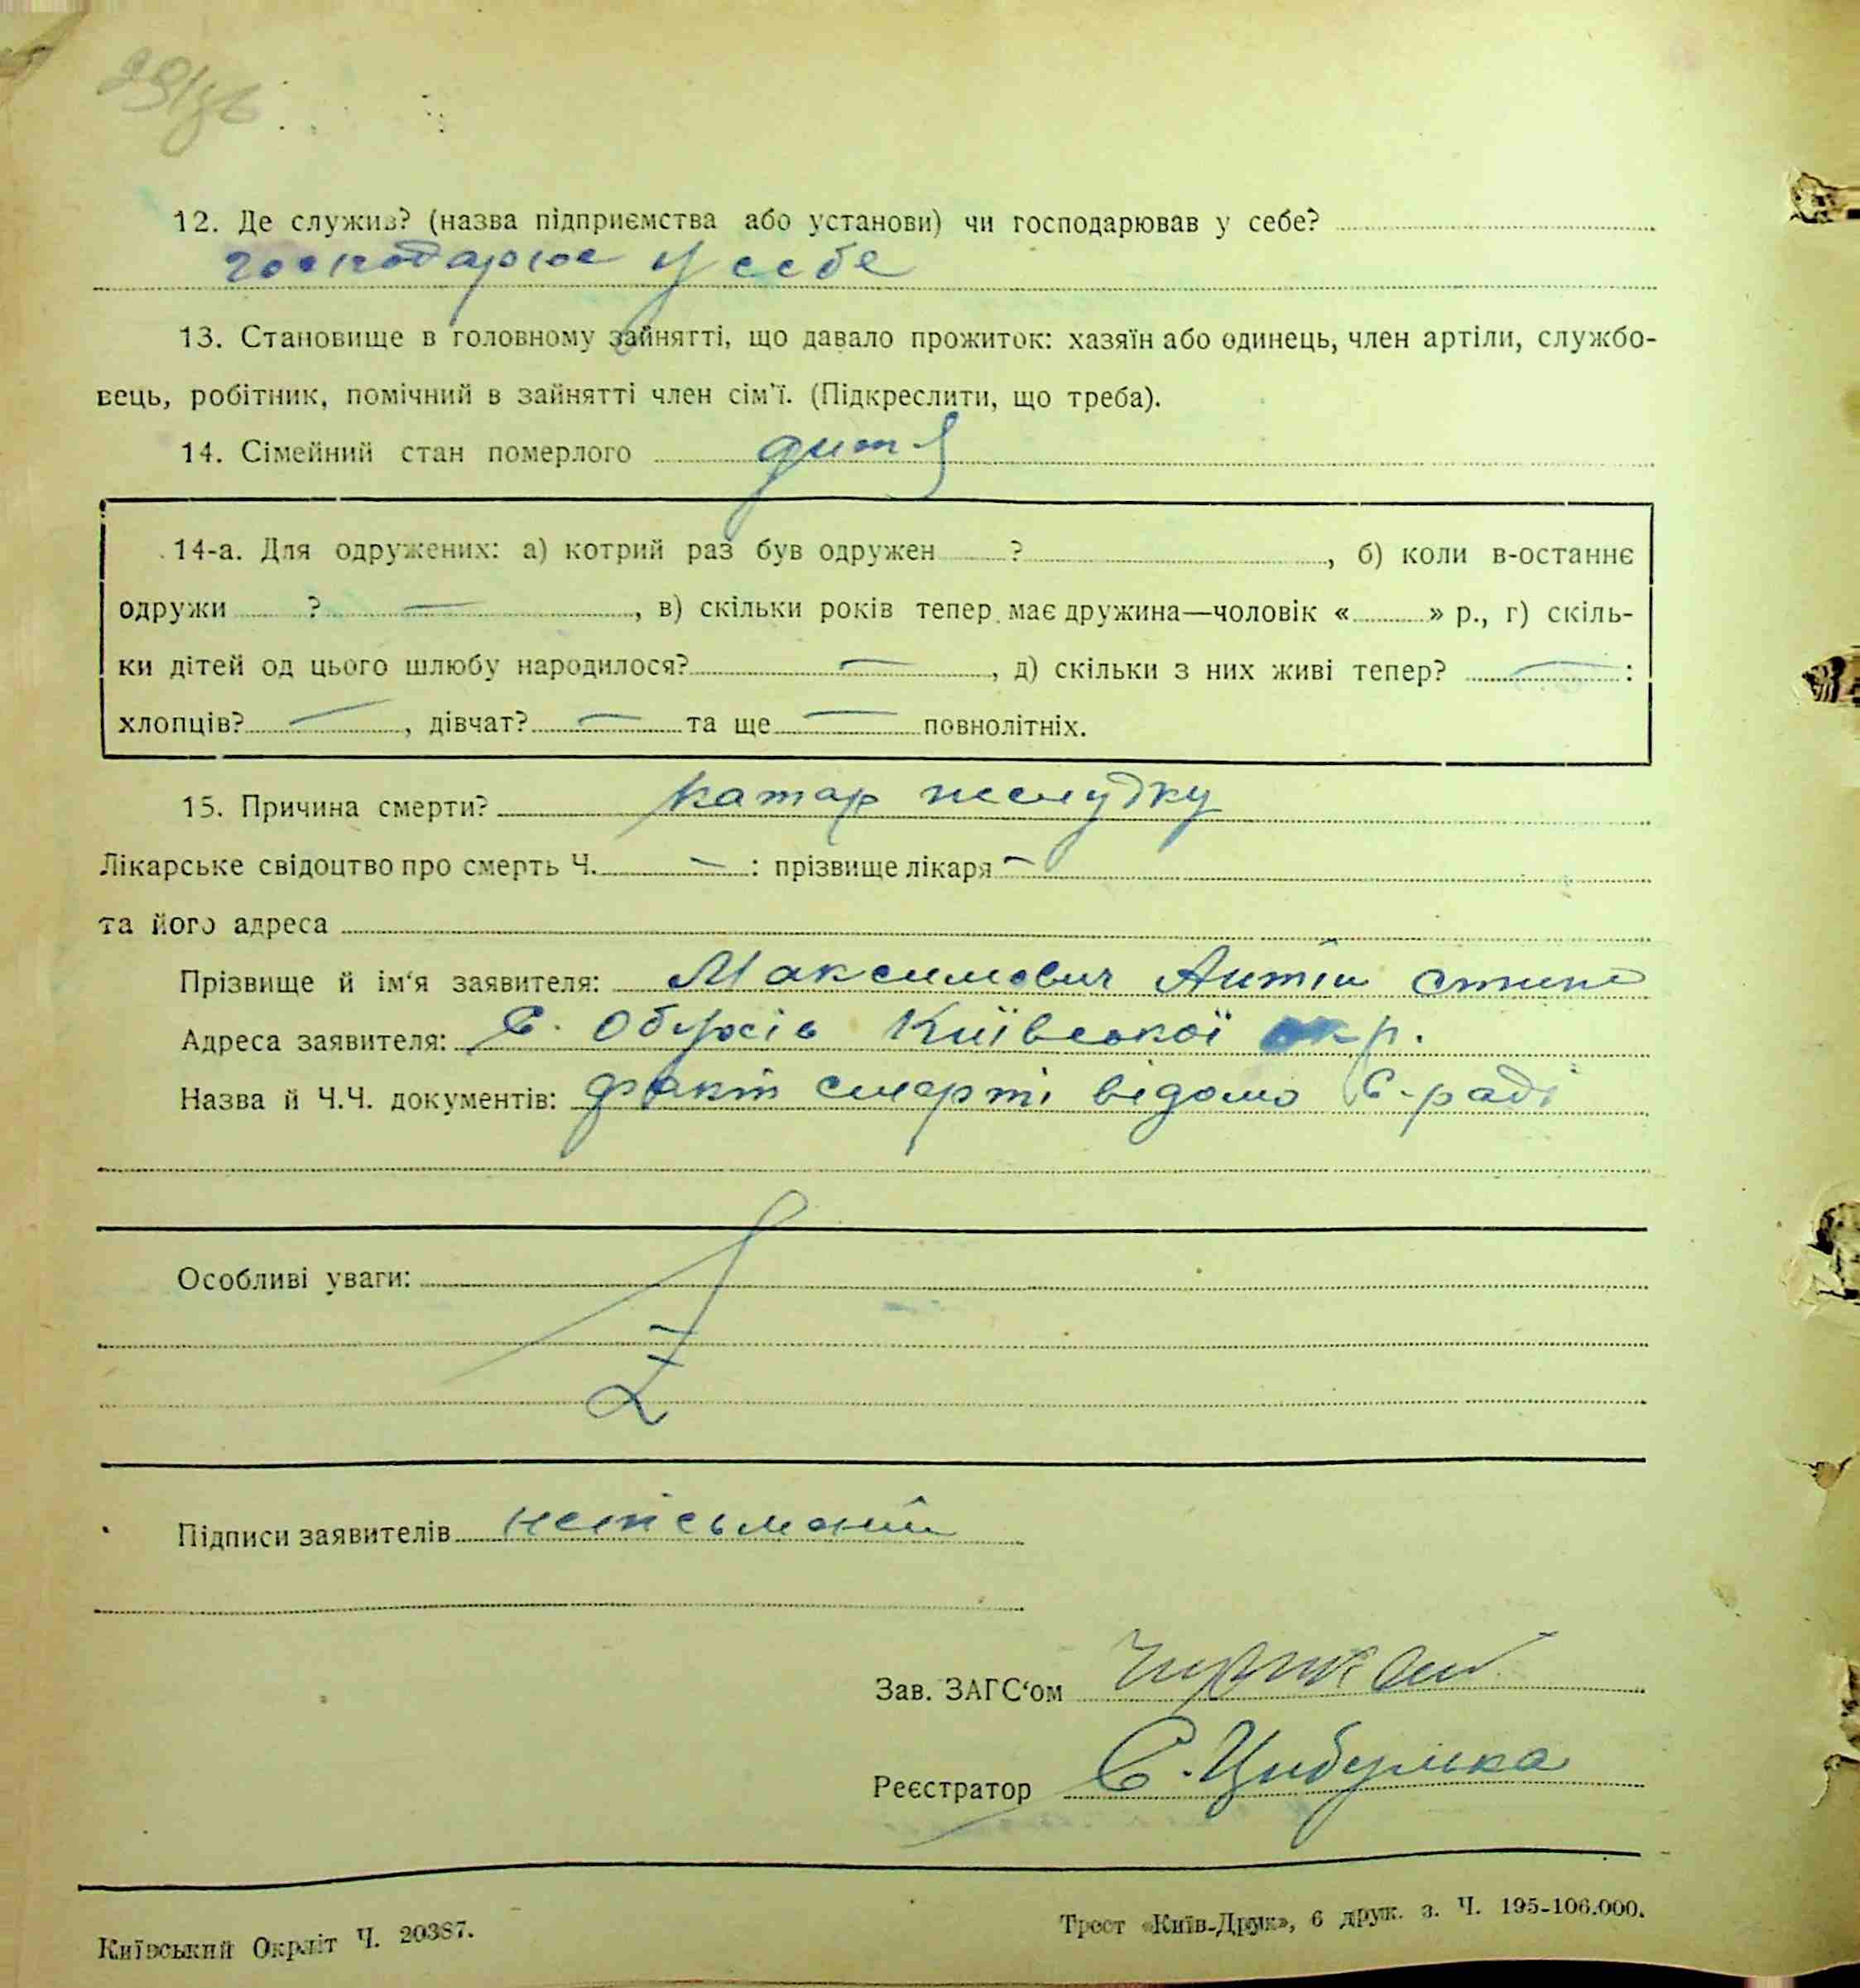 12. Де служив? (назва підприємства або установи) чи господарював у себе?
господарює у себе
13. Становище в головному зайнятті, що давало прожиток: хазяїн або одинець, член артіли, службо-
вець, робітник, помічний в зайнятті член сім'ї. (Підкреслити, що треба).
14. Сімейний стан померлого дитя
14-а. Для одружених: а) котрий раз був одружен ? , б) коли в-останнє
одружи ? — , в) скільки років тепер має дружина—чоловік « » р., г) скіль-
ки дітей од цього шлюбу народилося? — , д) скільки з них живі тепер? — :
хлопців? — , дівчат? — та ще — повнолітніх.
15. Причина смерти? катар желудку
Лікарське свідоцтво про смерть Ч. — : прізвище лікаря —
та його адреса
Прізвище й ім'я заявителя: Максимович Антін
Адреса заявителя: С. Обухів Київської окр.
Назва й Ч.Ч. документів: факт смерті відомо С-раді
Особливі уваги:
Підписи заявителів неписьмений
Зав. ЗАГС'ом
Реєстратор Є. Цибулька
Київський Окрліт Ч. 20387.
Трест «Київ-Друк», 6 друк. з. Ч. 195-106.000.